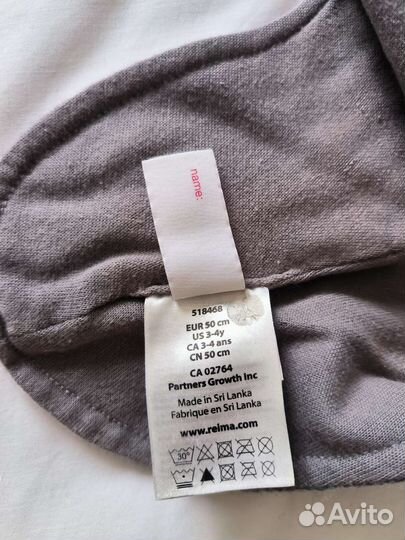 name:
518468
EUR 50 cm
US 3-4y
CA 3-4 ans
CN 50 cm
CA 02764
Partners Growth Inc
Made in Sri Lanka
Fabrique en Sri Lanka
www.reima.com
30°
Avito